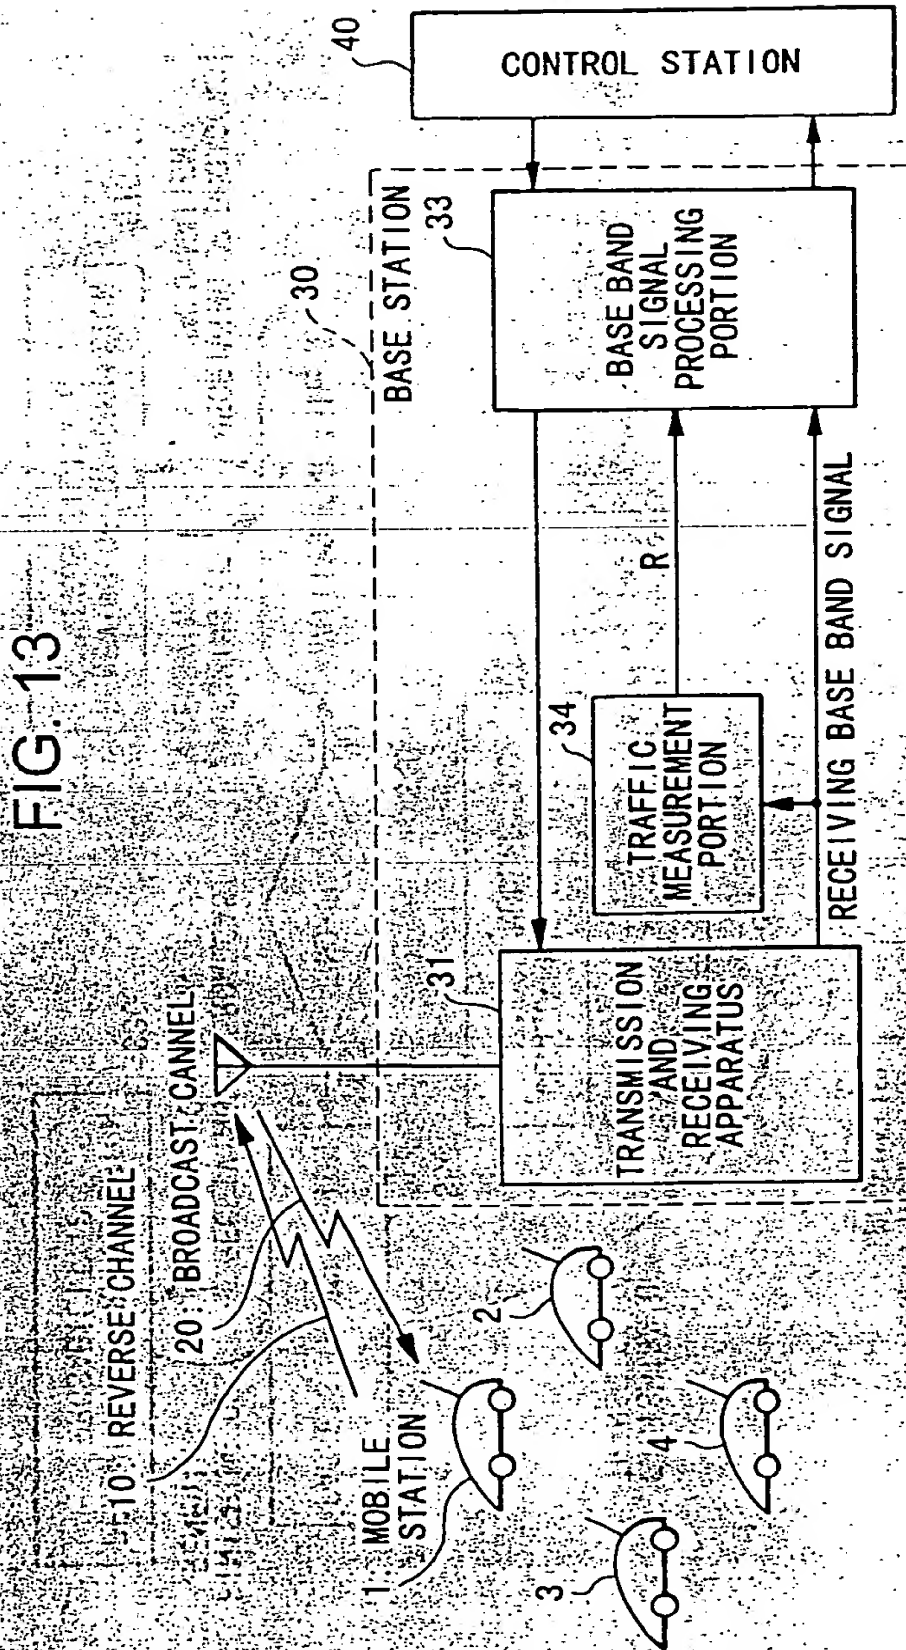 FIG. 13
10: REVERSE CHANNEL
20: BROADCAST CANNEL
1: MOBILE
STATION
2
3
4
30
BASE STATION
31
TRANSMISSION
AND
RECEIVING
APPARATUS
34
TRAFFIC
MEASUREMENT
PORTION
R
RECEIVING BASE BAND SIGNAL
33
BASE BAND
SIGNAL
PROCESSING
PORTION
40
CONTROL STATION